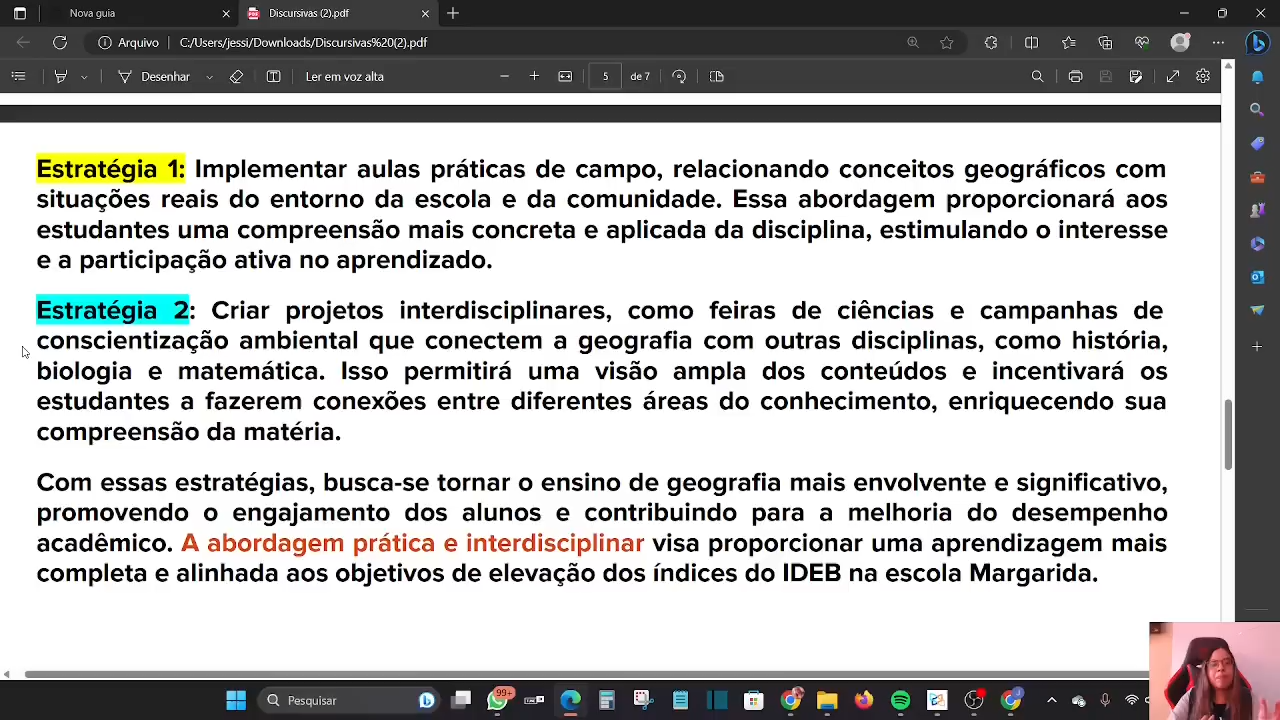 Nova guia
Discursivas (2).pdf
Arquivo
C:/Users/jessi/Downloads/Discursivas%20(2).pdf
Desenhar
Ler em voz alta
5
de 7
Estratégia 1: Implementar aulas práticas de campo, relacionando conceitos geográficos com
situações reais do entorno da escola e da comunidade. Essa abordagem proporcionará aos
estudantes uma compreensão mais concreta e aplicada da disciplina, estimulando o interesse
e a participação ativa no aprendizado.
Estratégia 2: Criar projetos interdisciplinares, como feiras de ciências e campanhas de
conscientização ambiental que conectem a geografia com outras disciplinas, como história,
biologia e matemática. Isso permitirá uma visão ampla dos conteúdos e incentivará os
estudantes a fazerem conexões entre diferentes áreas do conhecimento, enriquecendo sua
compreensão da matéria.
Com essas estratégias, busca-se tornar o ensino de geografia mais envolvente e significativo,
promovendo o engajamento dos alunos e contribuindo para a melhoria do desempenho
acadêmico. A abordagem prática e interdisciplinar visa proporcionar uma aprendizagem mais
completa e alinhada aos objetivos de elevação dos índices do IDEB na escola Margarida.
Pesquisar
99+